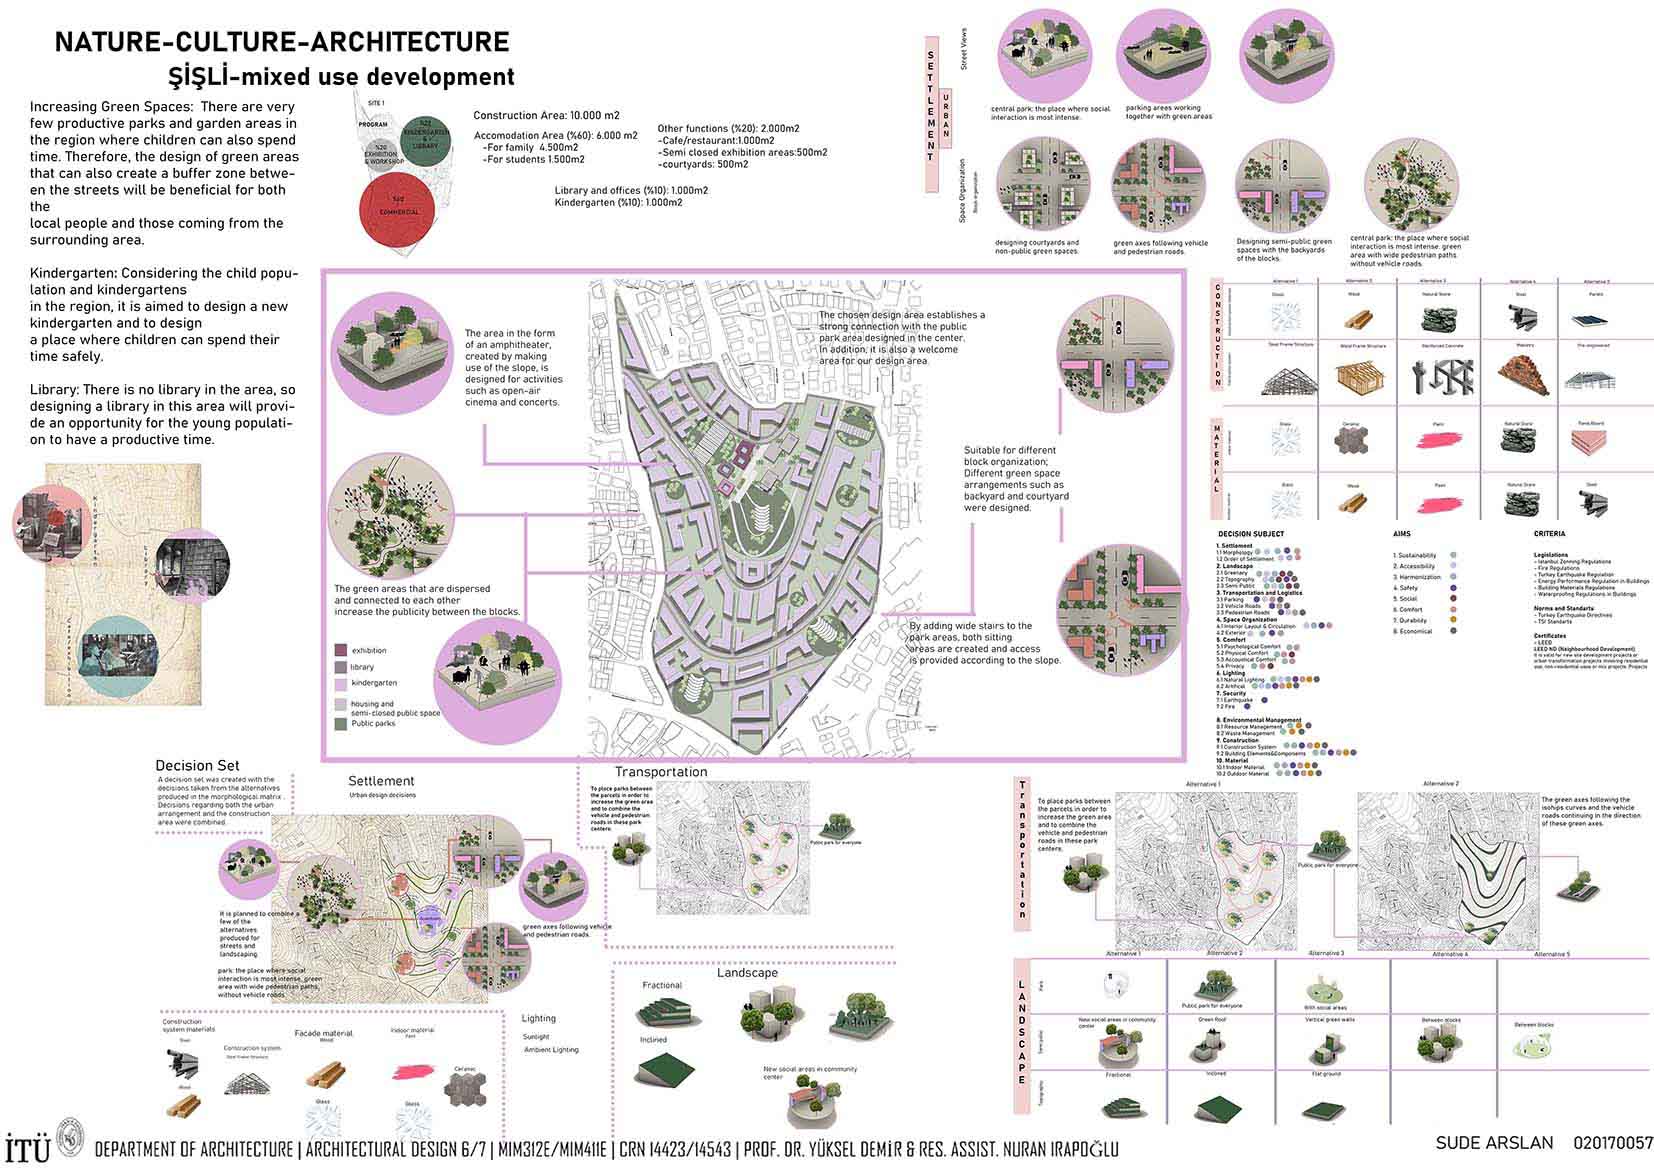 NATURE-CULTURE-ARCHITECTURE
ŞİŞLİ-mixed use development
Increasing Green Spaces: There are very
few productive parks and garden areas in
the region where children can also spend
time. Therefore, the design of green areas
that can also create a buffer zone betwe-
en the streets will be beneficial for both
the
local people and those coming from the
surrounding area.
Kindergarten: Considering the child popu-
lation and kindergartens
in the region, it is aimed to design a new
kindergarten and to design
a place where children can spend their
time safely.
Library: There is no library in the area, so
designing a library in this area will provi-
de an opportunity for the young populati-
on to have a productive time.
Kindergarten
Library
SITE 1
PROGRAM
KINDERGARTEN
&
LIBRARY
%20
EXHIBITION
& WORKSHOP
COMMERCIAL
Construction Area: 10.000 m2
Accomodation Area (%60): 6.000 m2
-For family 4.500m2
-For students 1.500m2
Other functions (%20): 2.000m2
-Cafe/restaurant:1.000m2
-Semi closed exhibition areas:500m2
-courtyards: 500m2
Library and offices (%10): 1.000m2
Kindergarten (%10): 1.000m2
SETTLEMENT
URBAN
Street Views
central park: the place where social
interaction is most intense.
parking areas working
together with green areas
Space Organization
Block organization
designing courtyards and
non-public green spaces.
green axes following vehicle
and pedestrian roads.
Designing semi-public green
spaces with the backyards
of the blocks.
central park: the place where social
interaction is most intense. green
area with wide pedestrian paths
without vehicle roads.
The area in the form
of an amphitheater,
created by making
use of the slope, is
designed for activities
such as open-air
cinema and concerts.
The chosen design area establishes a
strong connection with the public
park area designed in the center.
In addition, it is also a welcome
area for our design area.
Suitable for different
block organization;
Different green space
arrangements such as
backyard and courtyard
were designed.
The green areas that are dispersed
and connected to each other
increase the publicity between the blocks.
By adding wide stairs to the
park areas, both sitting
areas are created and access
is provided according to the slope.
exhibition
library
kindergarten
housing and
semi-closed public space
Public parks
CONSTRUCTION
Alternative 1
Alternative 2
Alternative 3
Alternative 4
Alternative 5
Glass
Wood
Natural Stone
Steel
Panels
Steel Frame Structure
Wood Frame Structure
Reinforced Concrete
Masonry
Pre-engineered
MATERIAL
Glass
Ceramic
Paint
Natural Stone
Glass
Wood
Paint
Natural Stone
Steel
DECISION SUBJECT
1. Settlement
1.1 Morphology
1.2 Order of Settlement
2. Landscape
2.1 Greenery
2.2 Topography
2.3 Semi-Public
3. Transportation and Logistics
3.1 Parking
3.2 Vehicle Roads
3.3 Pedestrian Roads
4. Space Organization
4.1 Interior Layout & Circulation
4.2 Exterior
5. Comfort
5.1 Psychological Comfort
5.2 Physical Comfort
5.3 Accoustical Comfort
5.4 Privacy
6. Lighting
6.1 Natural Lighting
6.2 Artifical
7. Security
7.1 Earthquake
7.2 Fire
8. Environmental Management
8.1 Resource Management
8.2 Waste Management
9. Construction
9.1 Construction System
9.2 Building Elements&Components
10. Material
10.1 Indoor Material
10.2 Outdoor Material
AIMS
1. Sustainability
2. Accessibility
3. Harmonization
4. Safety
5. Social
6. Comfort
7. Durability
8. Economical
CRITERIA
Legislations
- Istanbul Zonning Regulations
- Fire Regulations
- Turkey Earthquake Regulation
- Energy Performance Regulation in Buildings
- Building Materials Regulations
- Waterproofing Regulations in Buildings
Norms and Standarts
- Turkey Earthquake Directives
- TSI Standarts
Certificates
- LEED
LEED ND (Neighbourhood Development)
Decision Set
A decision set was created with the
decisions taken from the alternatives
produced in the morphological matrix .
Decisions regarding both the urban
arrangement and the construction
area were combined.
Settlement
Urban design decisions
It is planned to combine a
few of the
alternatives
produced for
streets and
landscaping.
park: the place where social
interaction is most intense, green
area with wide pedestrian paths,
without vehicle roads
green axes following vehicle
and pedestrian roads.
Transportation
To place parks between
the parcels in order to
increase the green area
and to combine the
vehicle and pedestrian
roads in these park
centers.
Public park for everyone
Construction
system materials
Steel
Wood
Construction system
Steel Frame Structure
Facade material
Wood
Glass
Indoor material
Paint
Glass
Ceramic
Lighting
Sunlight
Ambient Lighting
Landscape
Fractional
Inclined
New social areas in community
center
Transportation
Alternative 1
Alternative 2
To place parks between
the parcels in order to
increase the green area
and to combine the
vehicle and pedestrian
roads in these park
centers.
Public park for everyone
The green axes following the
isohips curves and the vehicle
roads continuing in the direction
of these green axes.
LANDSCAPE
Alternative 1
Alternative 2
Alternative 3
Alternative 4
Alternative 5
Park
Public park for everyone
With social areas
Semi public
New social areas in community
center
Green Roof
Vertical green walls
Between blocks
Between blocks
Topography
Fractional
Inclined
Flat ground
İTÜ
DEPARTMENT OF ARCHITECTURE | ARCHITECTURAL DESIGN 6/7 | MIM312E/MIM411E | CRN 14423/14543 | PROF. DR. YÜKSEL DEMİR & RES. ASSIST. NURAN IRAPOĞLU
SUDE ARSLAN 020170057